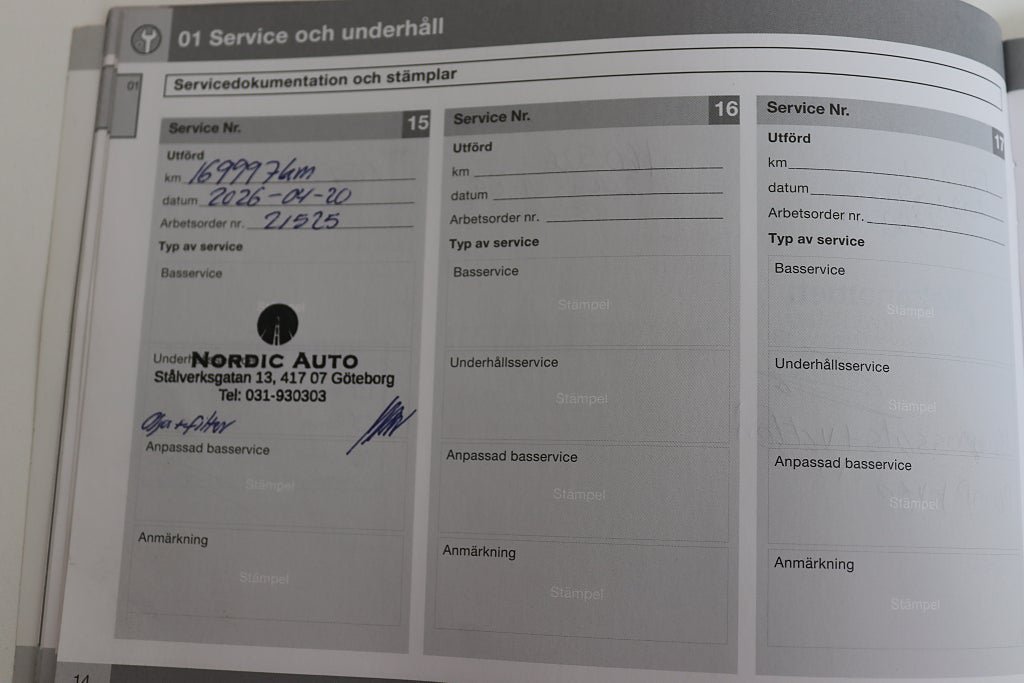 01 Service och underhåll
01
Servicedokumentation och stämplar
Service Nr. 15
Utförd
km 169997km
datum 2026-04-20
Arbetsorder nr. 21525
Typ av service
Basservice
NORDIC AUTO
Stålverksgatan 13, 417 07 Göteborg
Tel: 031-930303
Olja+filter
Anpassad basservice
Stämpel
Anmärkning
Stämpel
Service Nr. 16
Utförd
km
datum
Arbetsorder nr.
Typ av service
Basservice
Stämpel
Underhållsservice
Stämpel
Anpassad basservice
Stämpel
Anmärkning
Stämpel
Service Nr. 17
Utförd
km
datum
Arbetsorder nr.
Typ av service
Basservice
Stämpel
Underhållsservice
Stämpel
Anpassad basservice
Stämpel
Anmärkning
Stämpel
14